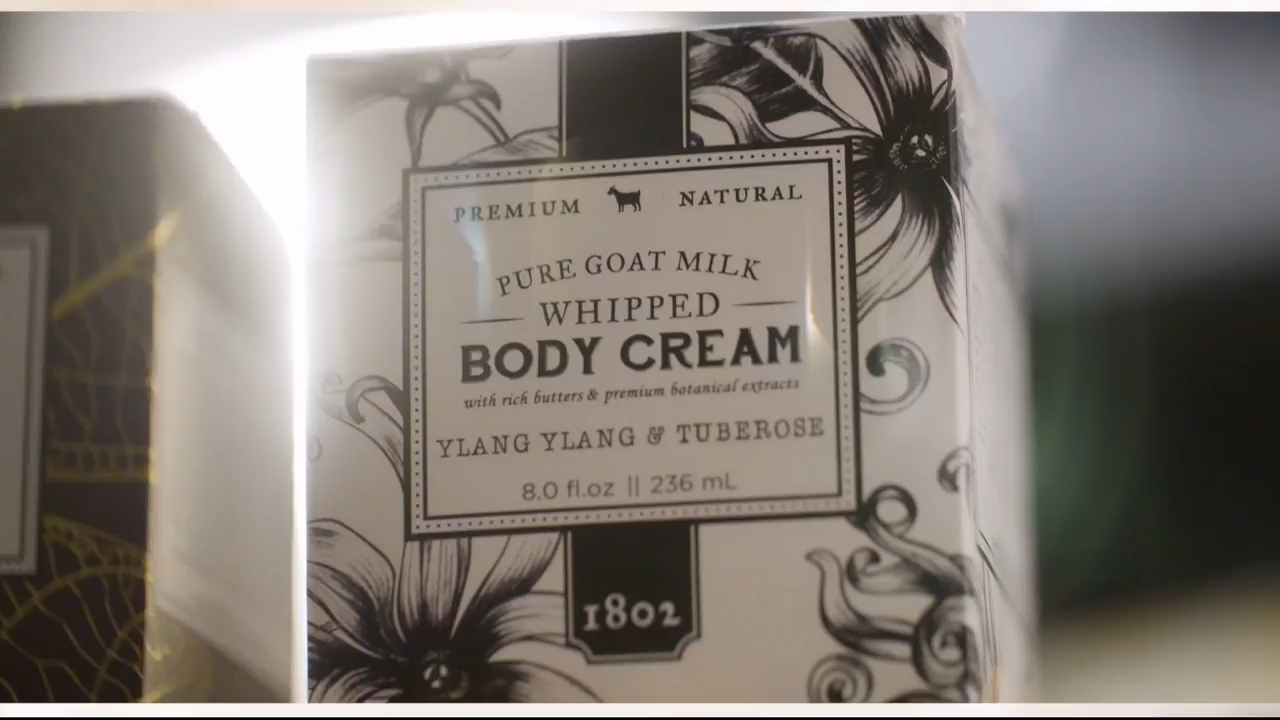 PREMIUM NATURAL
PURE GOAT MILK
WHIPPED
BODY CREAM
with rich butters & premium botanical extracts
YLANG YLANG & TUBEROSE
8.0 fl.oz || 236 mL
1802